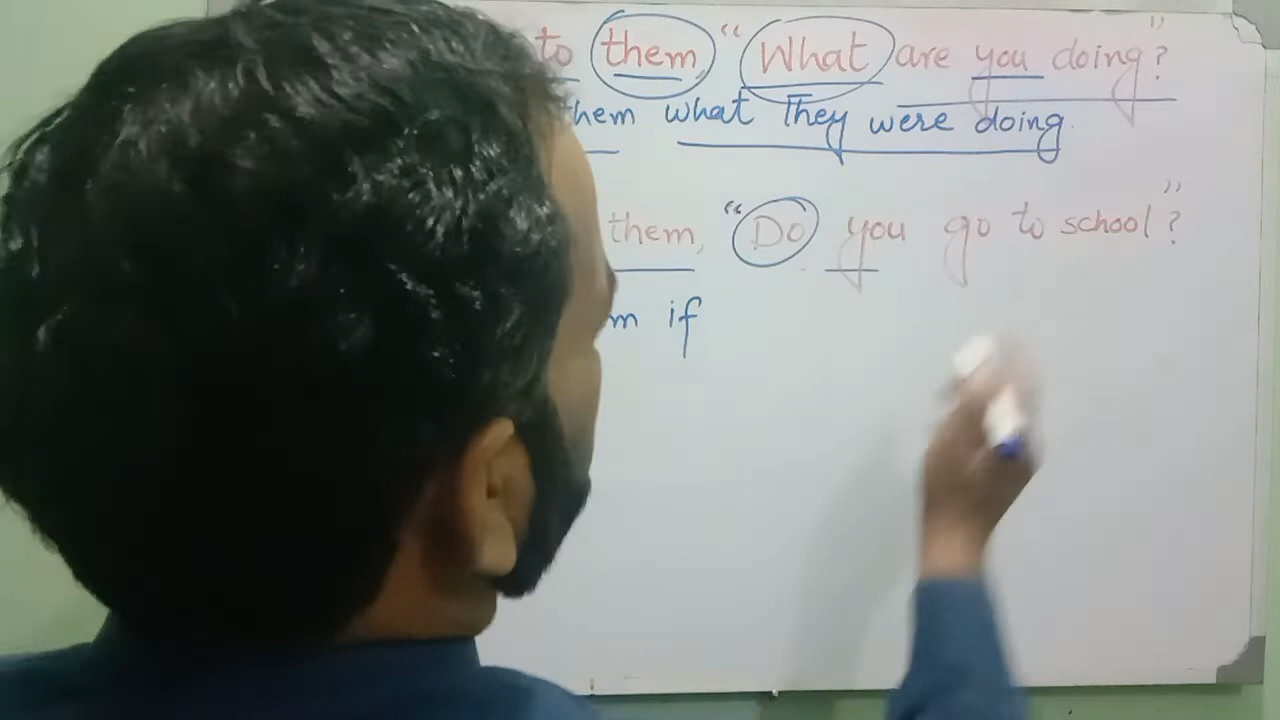 to them, “What are you doing?”
them what They were doing.
them, “Do you go to school”?
if